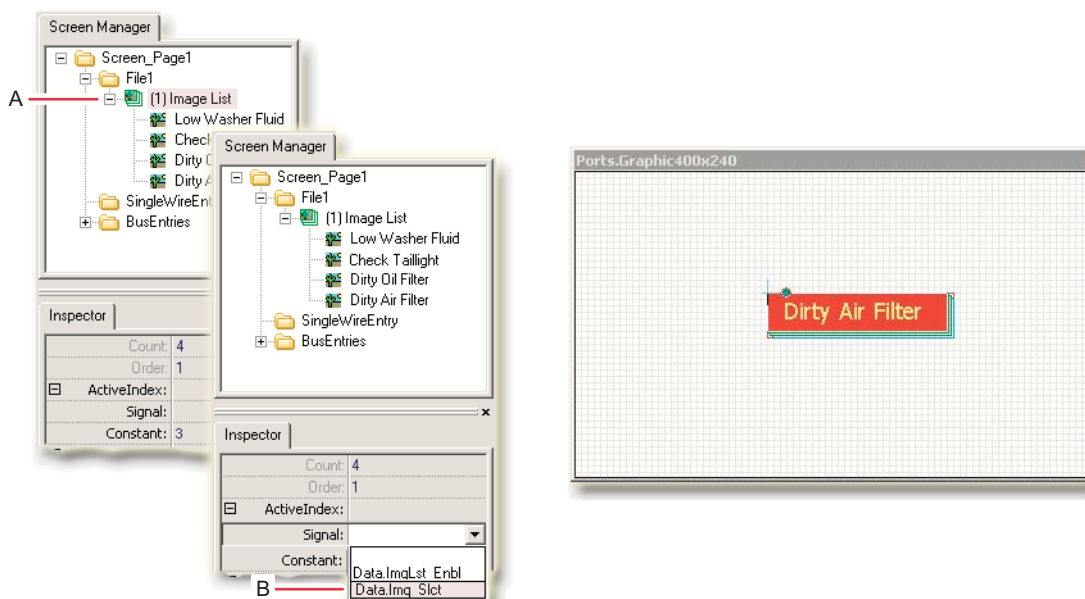 Screen Manager
Screen_Page1
File1
A
(1) Image List
Low Washer Fluid
Check
Dirty
Dirty
SingleWireEnt
BusEntries
Inspector
Count: 4
Order: 1
ActiveIndex:
Signal:
Constant: 3
Screen Manager
Screen_Page1
File1
(1) Image List
Low Washer Fluid
Check Taillight
Dirty Oil Filter
Dirty Air Filter
SingleWireEntry
BusEntries
Inspector
Count: 4
Order: 1
ActiveIndex:
Signal:
Constant:
Data.ImgLst_Enbl
B
Data.Img_Slct
Ports.Graphic400x240
Dirty Air Filter